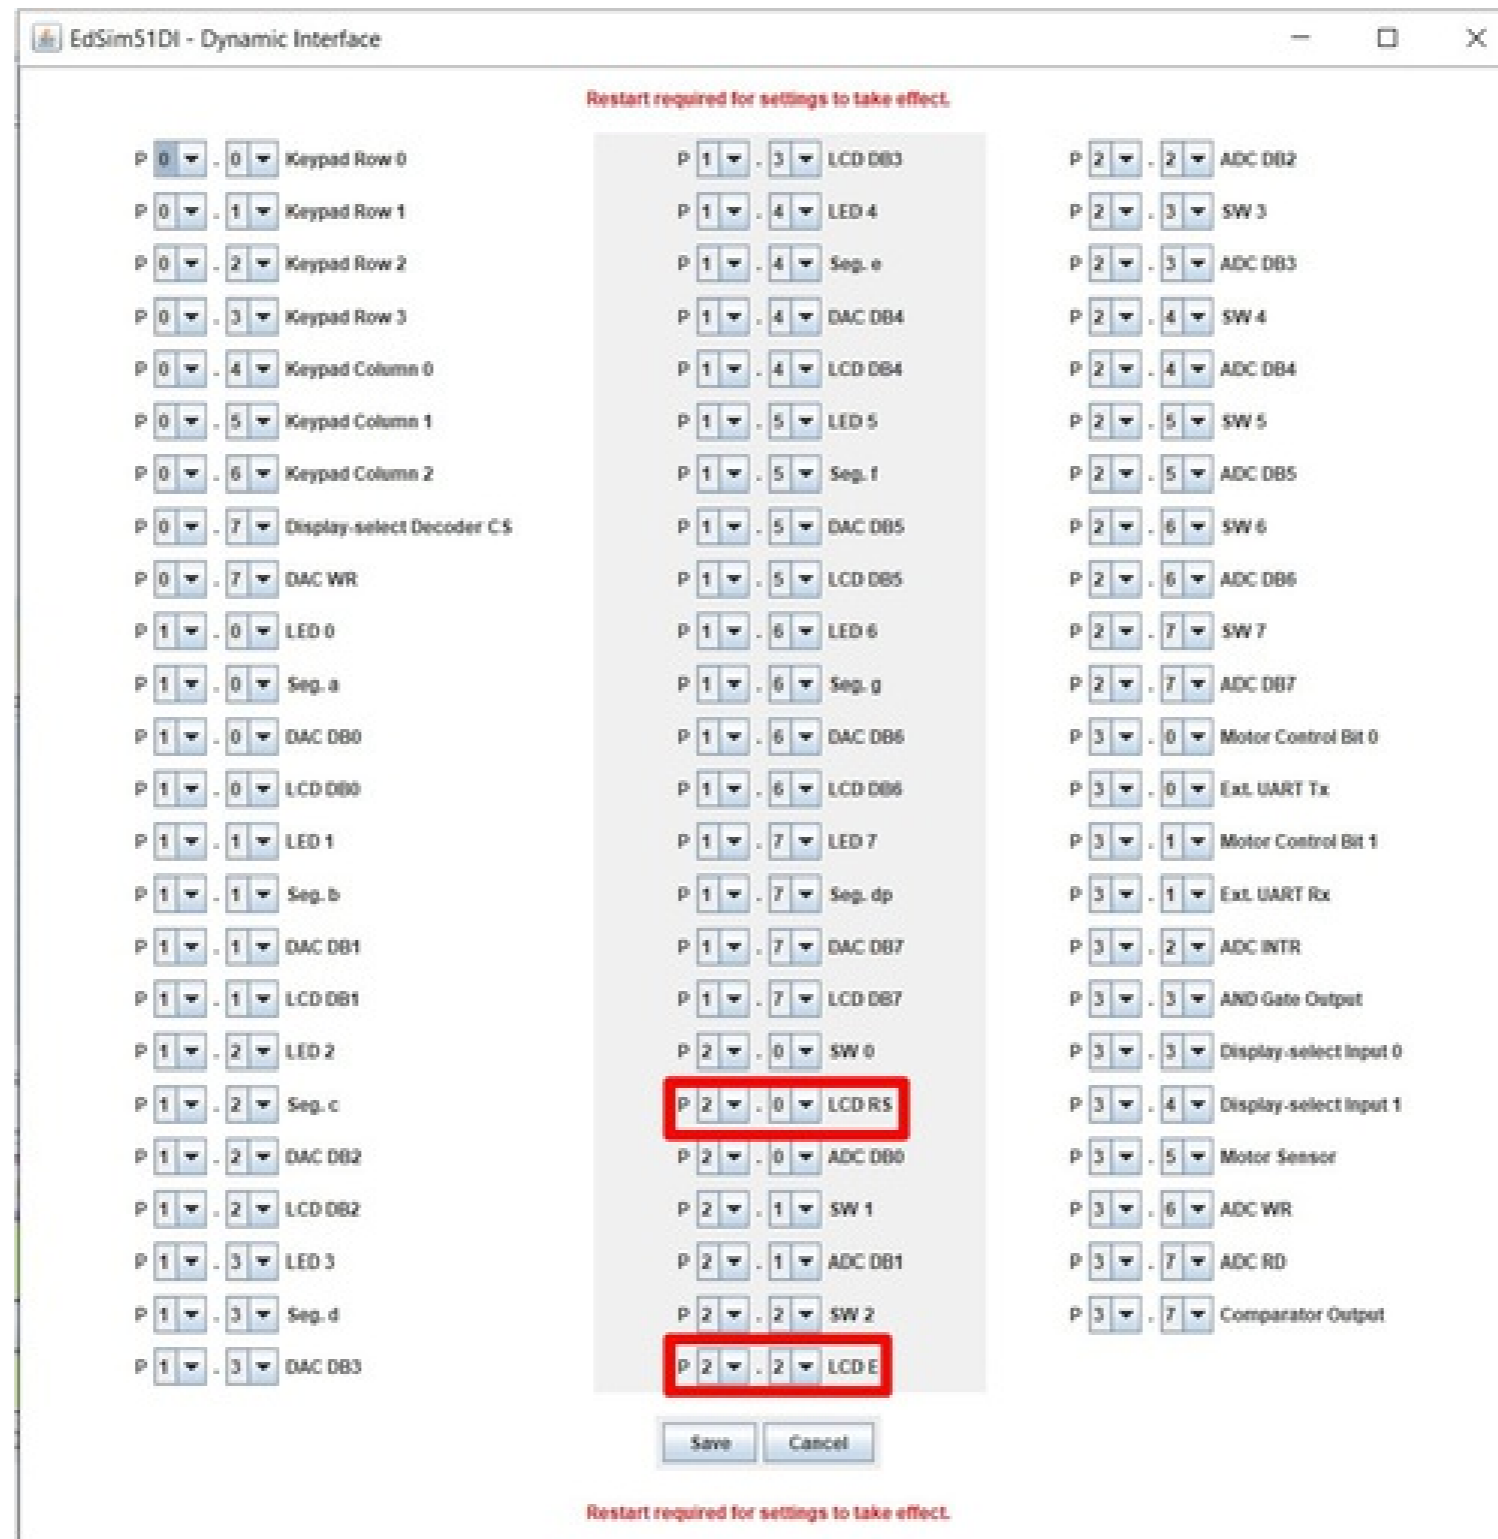 EdSim51DI - Dynamic Interface
Restart required for settings to take effect.
P 0 . 0 Keypad Row 0
P 0 . 1 Keypad Row 1
P 0 . 2 Keypad Row 2
P 0 . 3 Keypad Row 3
P 0 . 4 Keypad Column 0
P 0 . 5 Keypad Column 1
P 0 . 6 Keypad Column 2
P 0 . 7 Display-select Decoder CS
P 0 . 7 DAC WR
P 1 . 0 LED 0
P 1 . 0 Seg. a
P 1 . 0 DAC DB0
P 1 . 0 LCD DB0
P 1 . 1 LED 1
P 1 . 1 Seg. b
P 1 . 1 DAC DB1
P 1 . 1 LCD DB1
P 1 . 2 LED 2
P 1 . 2 Seg. c
P 1 . 2 DAC DB2
P 1 . 2 LCD DB2
P 1 . 3 LED 3
P 1 . 3 Seg. d
P 1 . 3 DAC DB3
P 1 . 3 LCD DB3
P 1 . 4 LED 4
P 1 . 4 Seg. e
P 1 . 4 DAC DB4
P 1 . 4 LCD DB4
P 1 . 5 LED 5
P 1 . 5 Seg. f
P 1 . 5 DAC DB5
P 1 . 5 LCD DB5
P 1 . 6 LED 6
P 1 . 6 Seg. g
P 1 . 6 DAC DB6
P 1 . 6 LCD DB6
P 1 . 7 LED 7
P 1 . 7 Seg. dp
P 1 . 7 DAC DB7
P 1 . 7 LCD DB7
P 2 . 0 SW 0
P 2 . 0 LCD RS
P 2 . 0 ADC DB0
P 2 . 1 SW 1
P 2 . 1 ADC DB1
P 2 . 2 SW 2
P 2 . 2 LCD E
P 2 . 2 ADC DB2
P 2 . 3 SW 3
P 2 . 3 ADC DB3
P 2 . 4 SW 4
P 2 . 4 ADC DB4
P 2 . 5 SW 5
P 2 . 5 ADC DB5
P 2 . 6 SW 6
P 2 . 6 ADC DB6
P 2 . 7 SW 7
P 2 . 7 ADC DB7
P 3 . 0 Motor Control Bit 0
P 3 . 0 Ext. UART Tx
P 3 . 1 Motor Control Bit 1
P 3 . 1 Ext. UART Rx
P 3 . 2 ADC INTR
P 3 . 3 AND Gate Output
P 3 . 3 Display-select Input 0
P 3 . 4 Display-select Input 1
P 3 . 5 Motor Sensor
P 3 . 6 ADC WR
P 3 . 7 ADC RD
P 3 . 7 Comparator Output
Save Cancel
Restart required for settings to take effect.